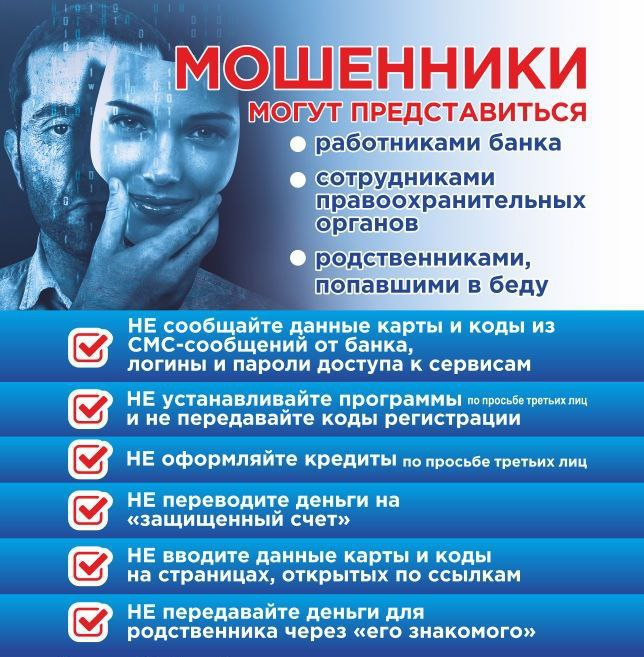 МОШЕННИКИ
МОГУТ ПРЕДСТАВИТЬСЯ
работниками банка
сотрудниками
правоохранительных
органов
родственниками,
попавшими в беду
НЕ сообщайте данные карты и коды из
СМС-сообщений от банка,
логины и пароли доступа к сервисам
НЕ устанавливайте программы по просьбе третьих лиц
и не передавайте коды регистрации
НЕ оформляйте кредиты по просьбе третьих лиц
НЕ переводите деньги на
«защищенный счет»
НЕ вводите данные карты и коды
на страницах, открытых по ссылкам
НЕ передавайте деньги для
родственника через «его знакомого»